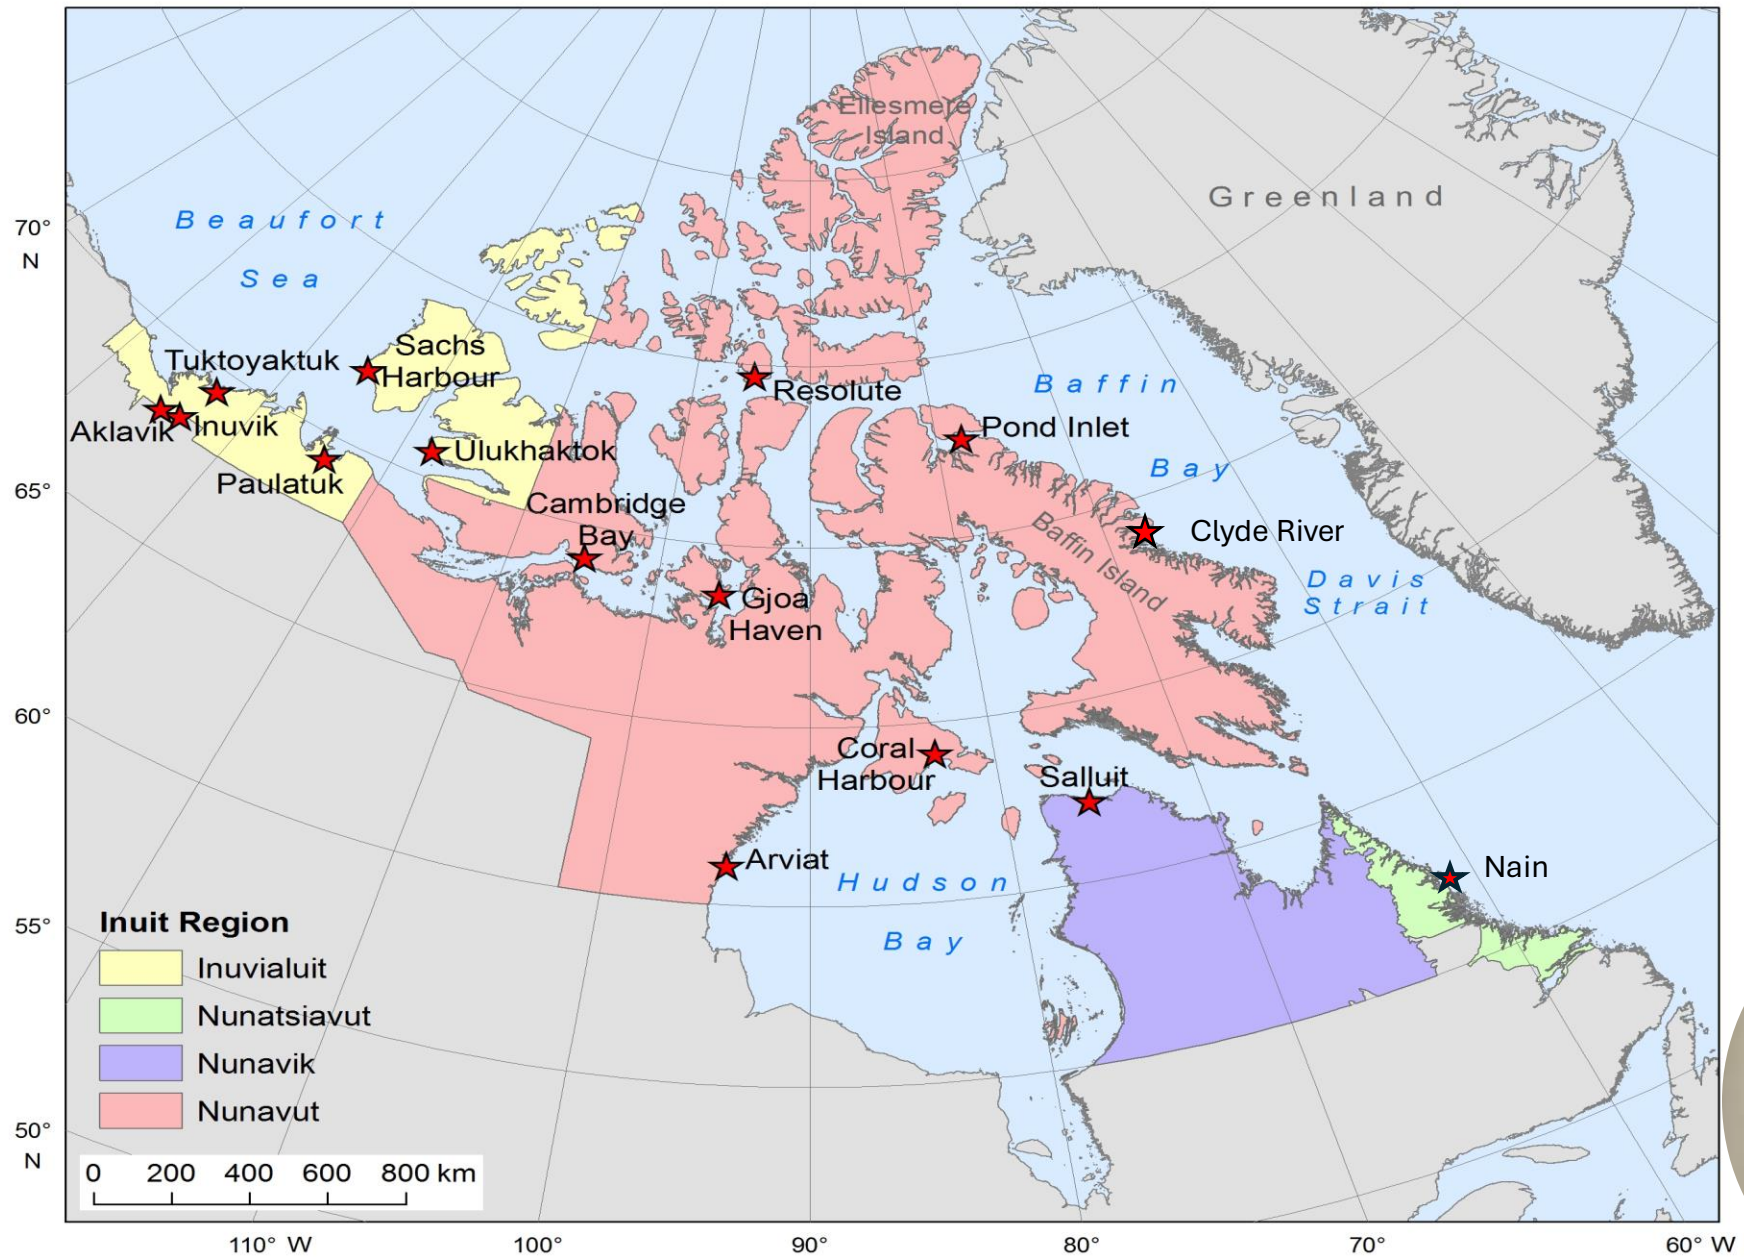 Ellesmere
Island
Greenland
Beaufort
Sea
70°
N
Sachs
Harbour
Tuktoyaktuk
Resolute
Baffin
Bay
Pond Inlet
Aklavik
Inuvik
Ulukhaktok
Paulatuk
65°
Cambridge
Bay
Baffin Island
Clyde River
Davis
Strait
Gjoa
Haven
60°
Coral
Harbour
Salluit
Arviat
Hudson
Bay
Nain
55°
Inuit Region
Inuvialuit
Nunatsiavut
Nunavik
Nunavut
50°
N
0 200 400 600 800 km
110° W 100° 90° 80° 70° 60° W